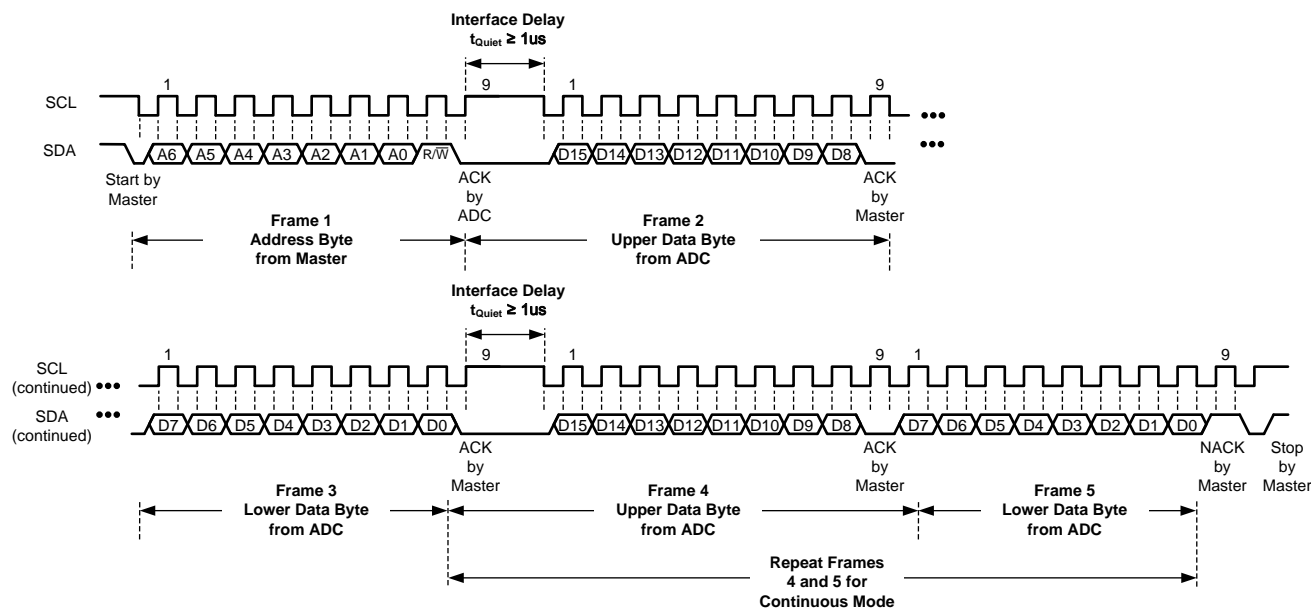 Interface Delay
tQuiet ≥ 1us
1 9 1 9
SCL
SDA A6 A5 A4 A3 A2 A1 A0 R/W̅ D15 D14 D13 D12 D11 D10 D9 D8
Start by
Master
ACK
by
ADC
ACK
by
Master
Frame 1
Address Byte
from Master
Frame 2
Upper Data Byte
from ADC
Interface Delay
tQuiet ≥ 1us
1 9 1 9 1 9
SCL
(continued)
SDA
(continued)
D7 D6 D5 D4 D3 D2 D1 D0 D15 D14 D13 D12 D11 D10 D9 D8 D7 D6 D5 D4 D3 D2 D1 D0
ACK
by
Master
ACK
by
Master
NACK
by
Master
Stop
by
Master
Frame 3
Lower Data Byte
from ADC
Frame 4
Upper Data Byte
from ADC
Frame 5
Lower Data Byte
from ADC
Repeat Frames
4 and 5 for
Continuous Mode